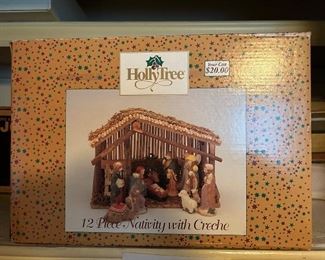 HollyTree
Your Cost
$20.00
12 Piece Nativity with Creche